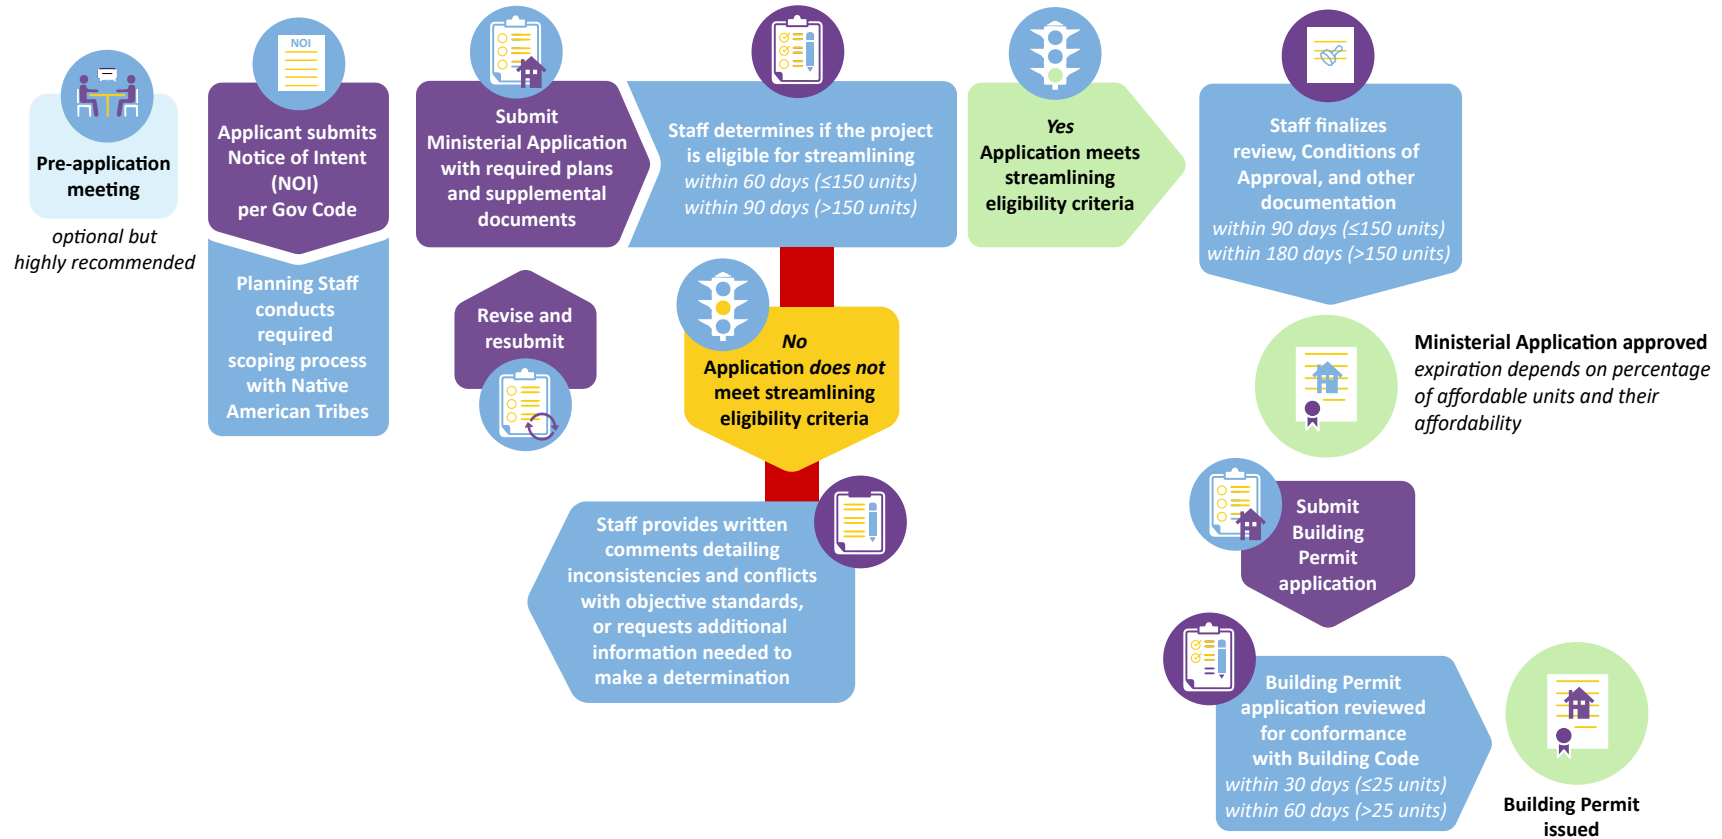 Pre-application
meeting
optional but
highly recommended
NOI
Applicant submits
Notice of Intent
(NOI)
per Gov Code
Planning Staff
conducts
required
scoping process
with Native
American Tribes
Submit
Ministerial Application
with required plans
and supplemental
documents
Staff determines if the project
is eligible for streamlining
within 60 days (≤150 units)
within 90 days (>150 units)
Yes
Application meets
streamlining
eligibility criteria
Staff finalizes
review, Conditions of
Approval, and other
documentation
within 90 days (≤150 units)
within 180 days (>150 units)
Revise and
resubmit
No
Application does not
meet streamlining
eligibility criteria
Staff provides written
comments detailing
inconsistencies and conflicts
with objective standards,
or requests additional
information needed to
make a determination
Ministerial Application approved
expiration depends on percentage
of affordable units and their
affordability
Submit
Building
Permit
application
Building Permit
application reviewed
for conformance
with Building Code
within 30 days (≤25 units)
within 60 days (>25 units)
Building Permit
issued